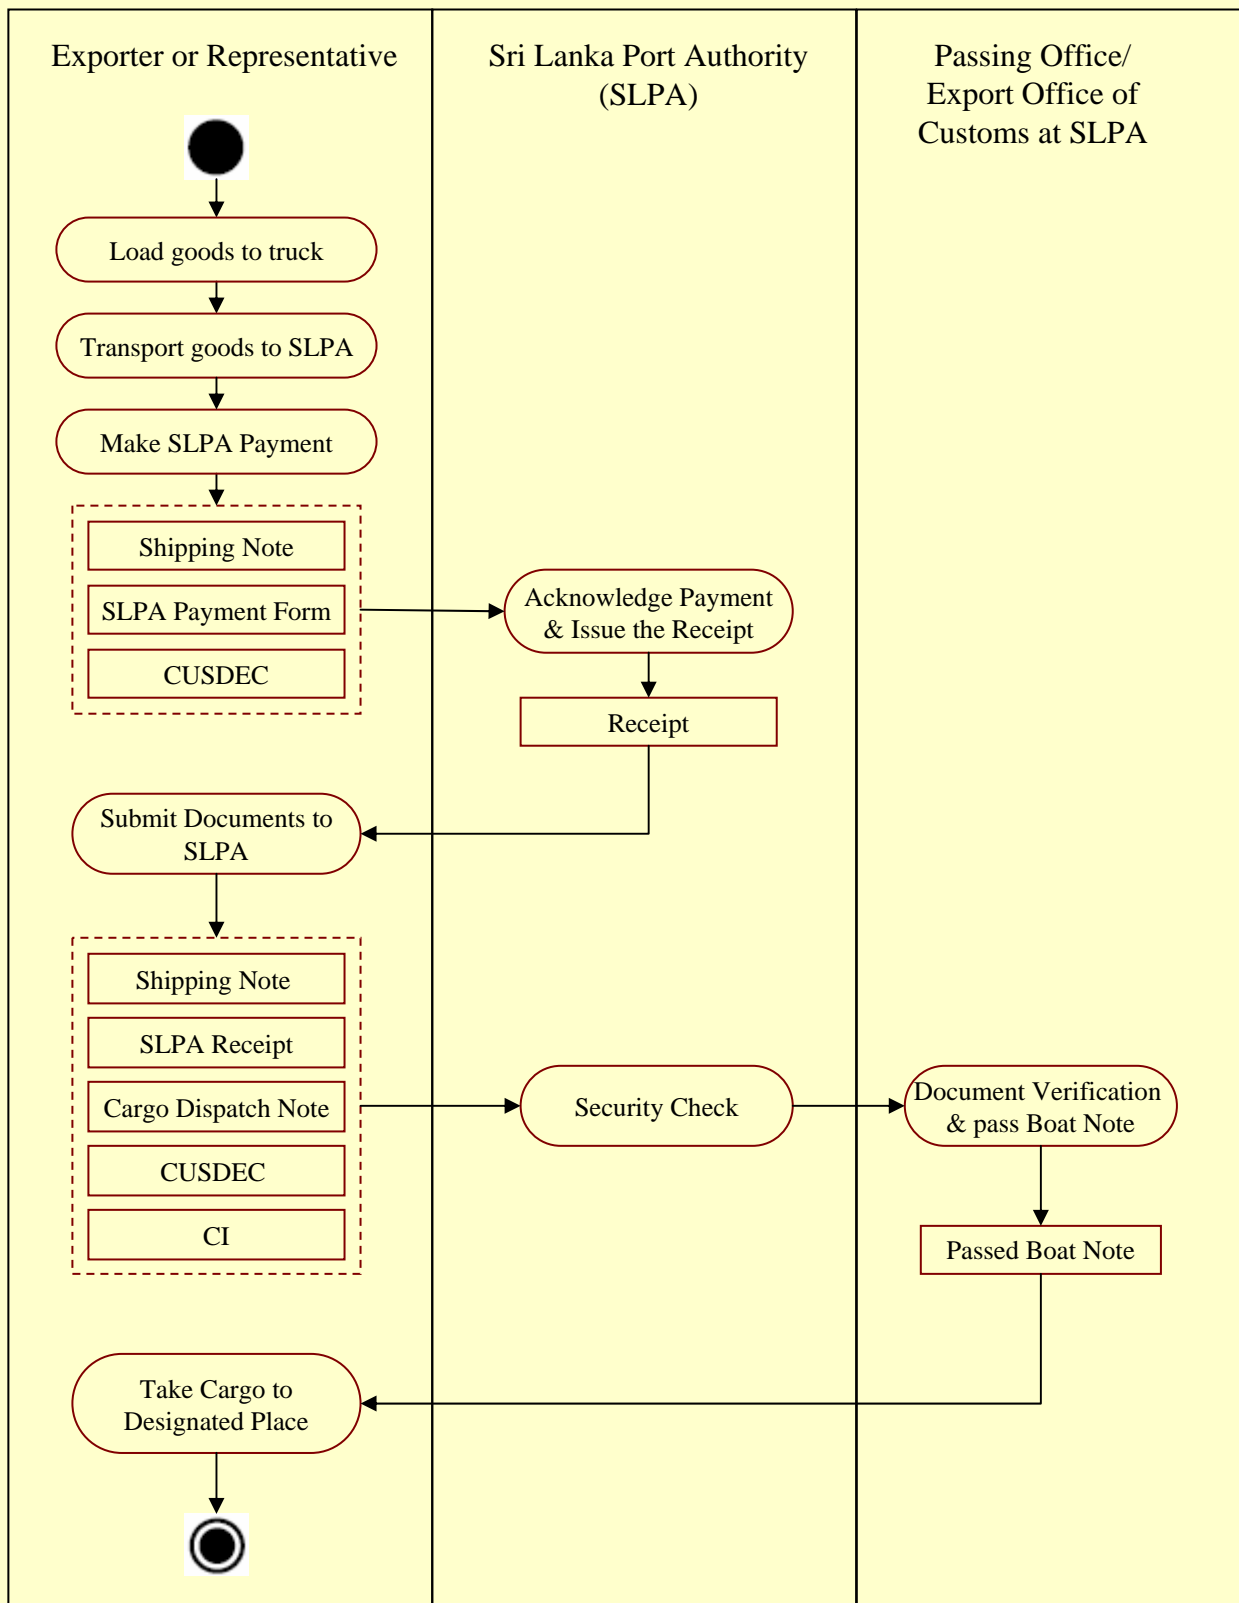 Exporter or Representative
Sri Lanka Port Authority
(SLPA)
Passing Office/
Export Office of
Customs at SLPA
Load goods to truck
Transport goods to SLPA
Make SLPA Payment
Shipping Note
SLPA Payment Form
CUSDEC
Acknowledge Payment
& Issue the Receipt
Receipt
Submit Documents to
SLPA
Shipping Note
SLPA Receipt
Cargo Dispatch Note
CUSDEC
CI
Security Check
Document Verification
& pass Boat Note
Passed Boat Note
Take Cargo to
Designated Place